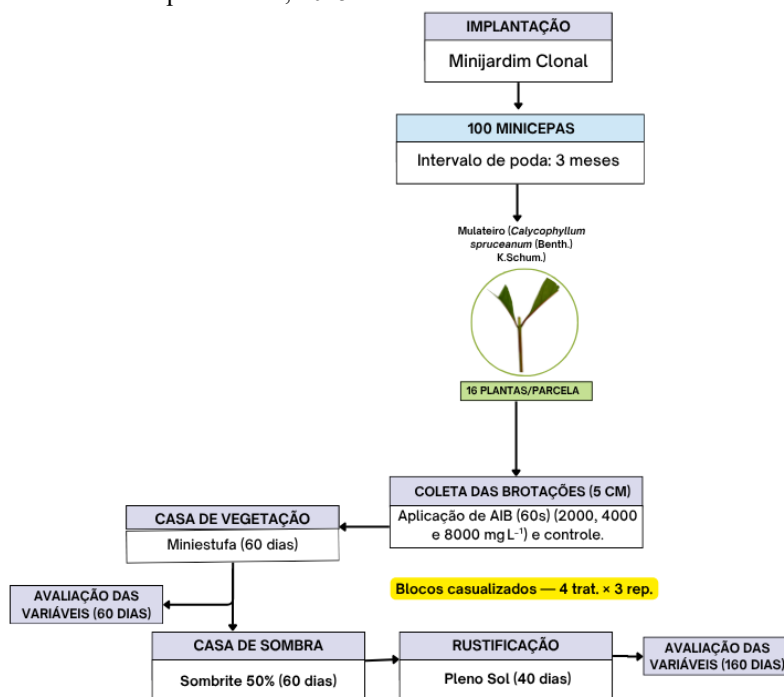 IMPLANTAÇÃO
Minijardim Clonal
100 MINICEPAS
Intervalo de poda: 3 meses
Mulateiro (Calycophyllum
spruceanum (Benth.)
K.Schum.)
16 PLANTAS/PARCELA
COLETA DAS BROTAÇÕES (5 CM)
Aplicação de AIB (60s) (2000, 4000
e 8000 mg L⁻¹) e controle.
CASA DE VEGETAÇÃO
Miniestufa (60 dias)
Blocos casualizados — 4 trat. × 3 rep.
AVALIAÇÃO DAS
VARIÁVEIS (60 DIAS)
CASA DE SOMBRA
Sombrite 50% (60 dias)
RUSTIFICAÇÃO
Pleno Sol (40 dias)
AVALIAÇÃO DAS
VARIÁVEIS (160 DIAS)